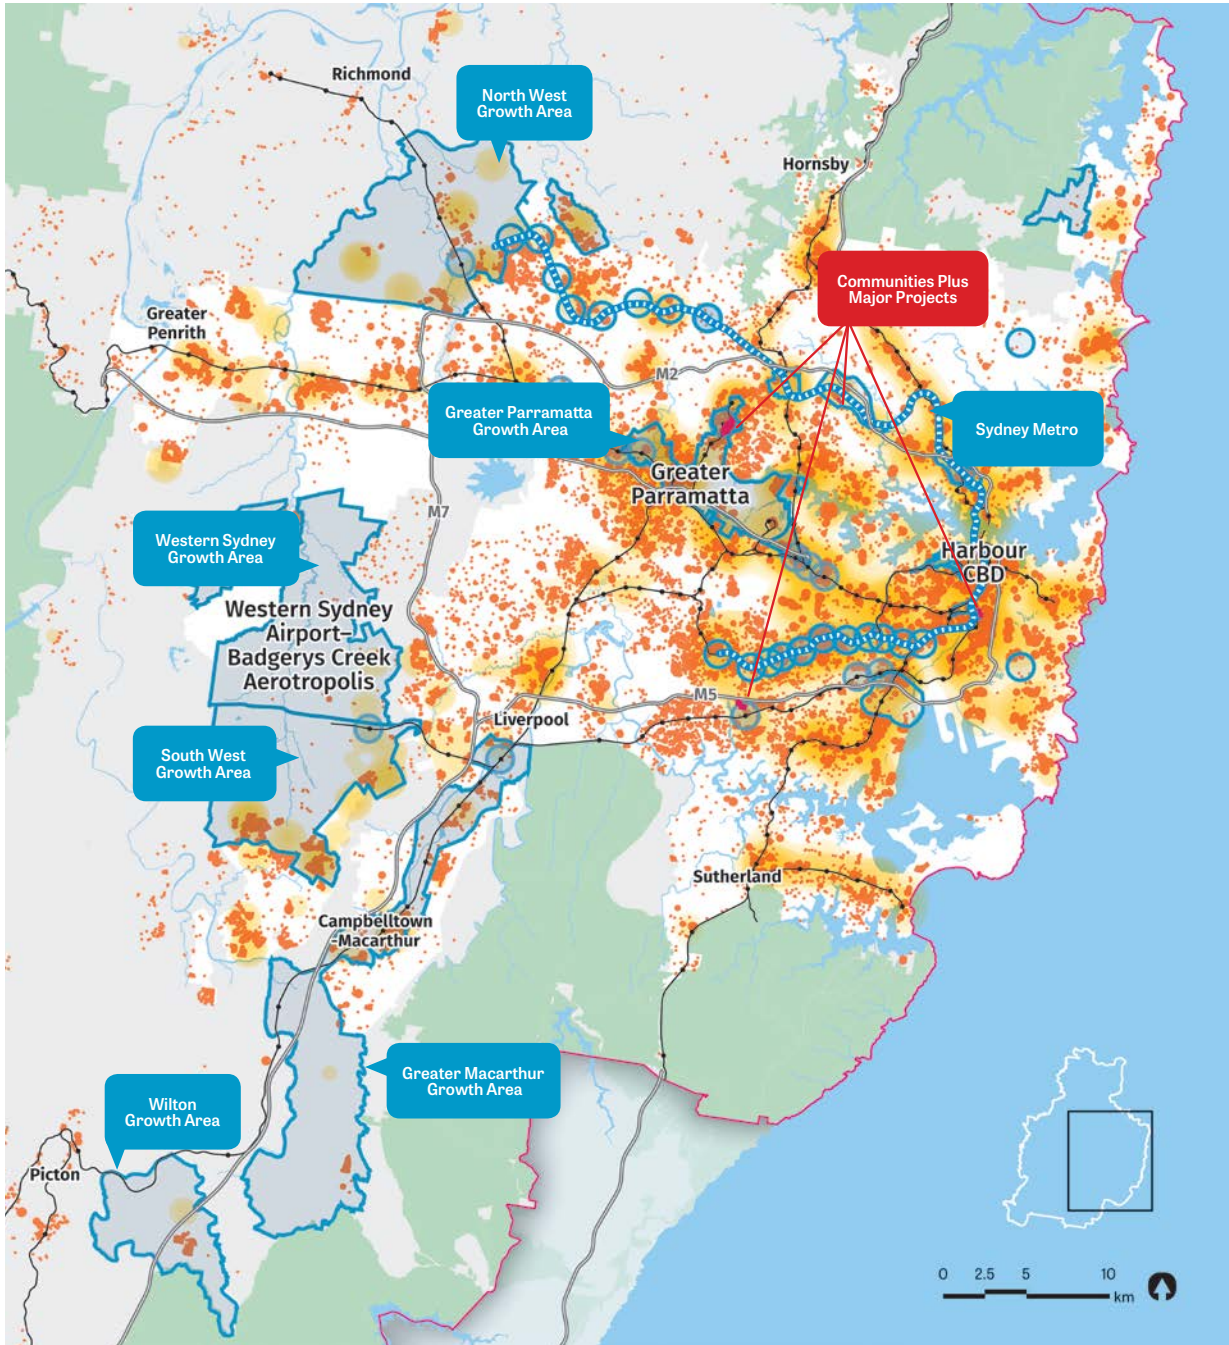 Richmond
North West
Growth Area
Hornsby
Communities Plus
Major Projects
Greater
Penrith
M2
Greater Parramatta
Growth Area
Sydney Metro
Greater
Parramatta
M7
Western Sydney
Growth Area
Harbour
CBD
Western Sydney
Airport–
Badgerys Creek
Aerotropolis
M5
Liverpool
South West
Growth Area
Sutherland
Campbelltown
-Macarthur
Greater Macarthur
Growth Area
Wilton
Growth Area
Picton
0 2.5 5 10
km